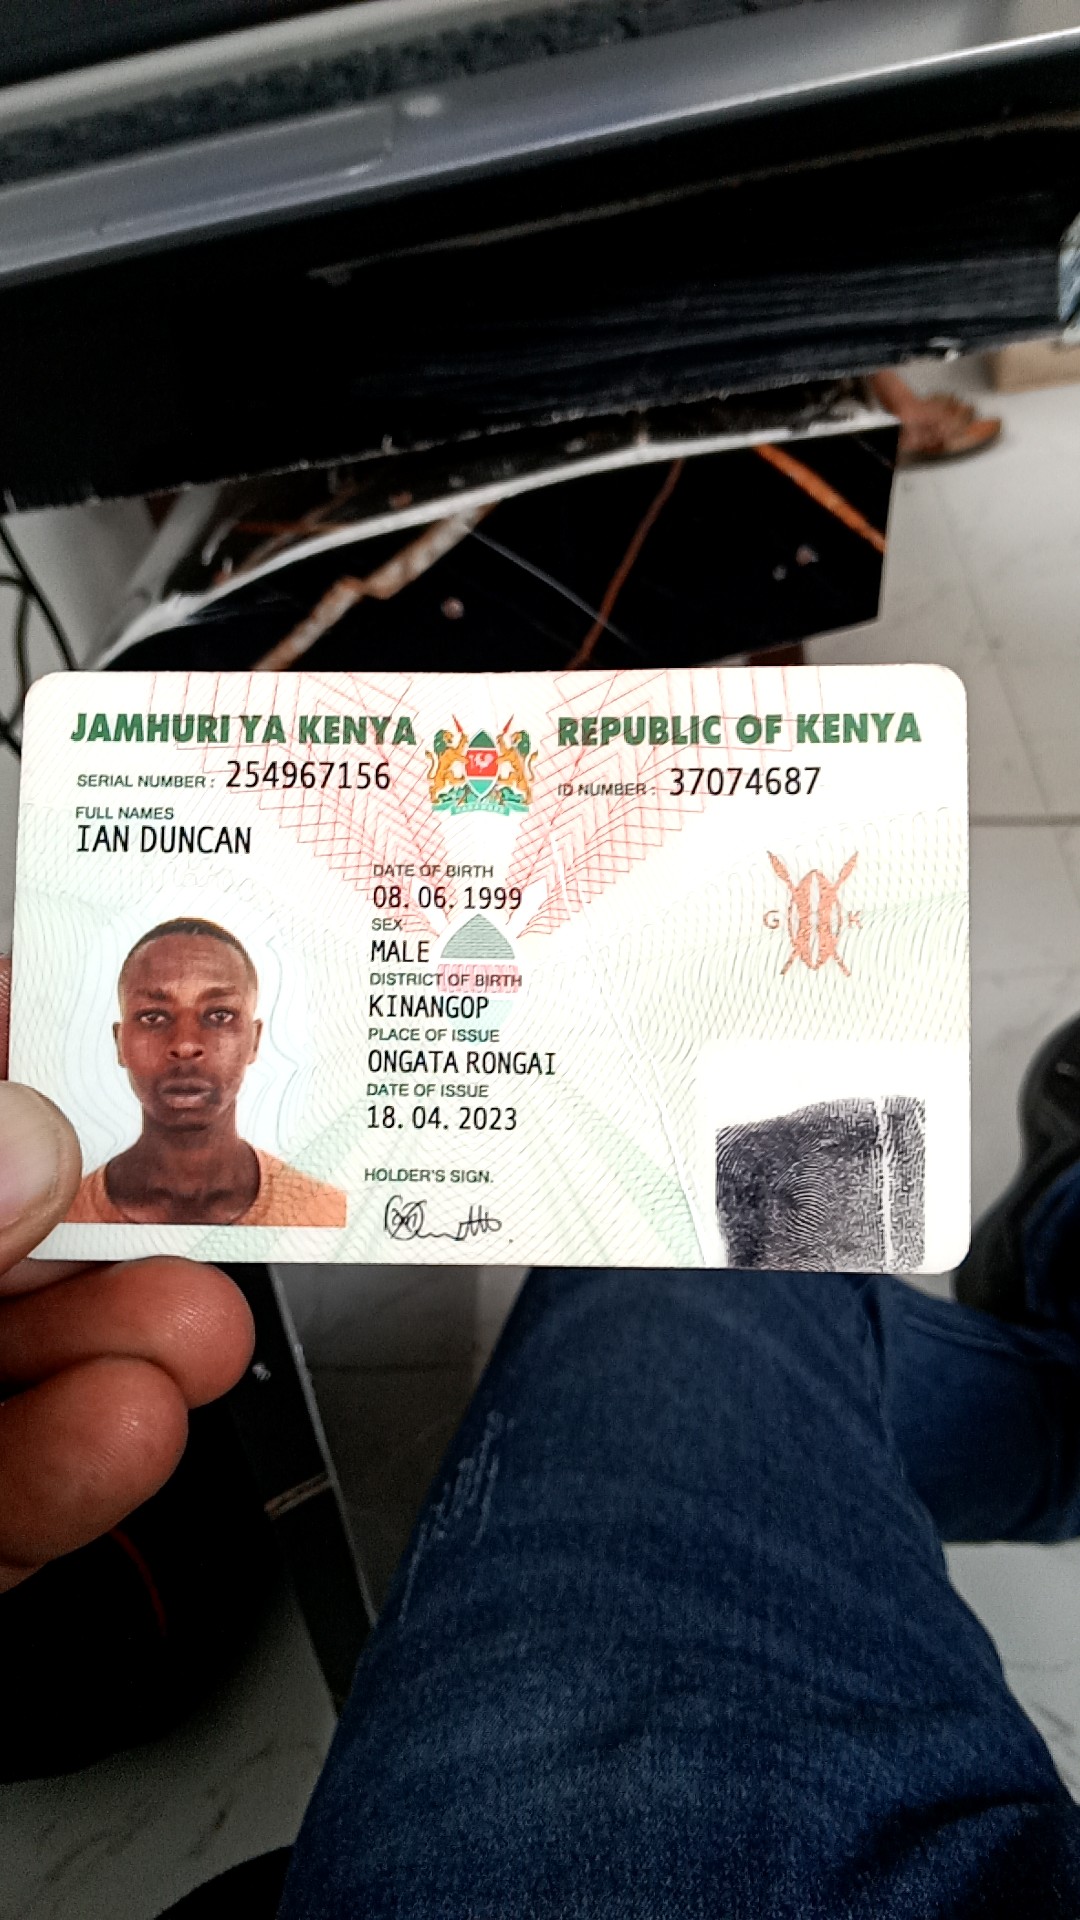 JAMHURI YA KENYA REPUBLIC OF KENYA
SERIAL NUMBER : 254967156 ID NUMBER : 37074687
FULL NAMES
IAN DUNCAN
DATE OF BIRTH
08. 06. 1999
SEX
MALE
DISTRICT OF BIRTH
KINANGOP
PLACE OF ISSUE
ONGATA RONGAI
DATE OF ISSUE
18. 04. 2023
HOLDER'S SIGN.
G K